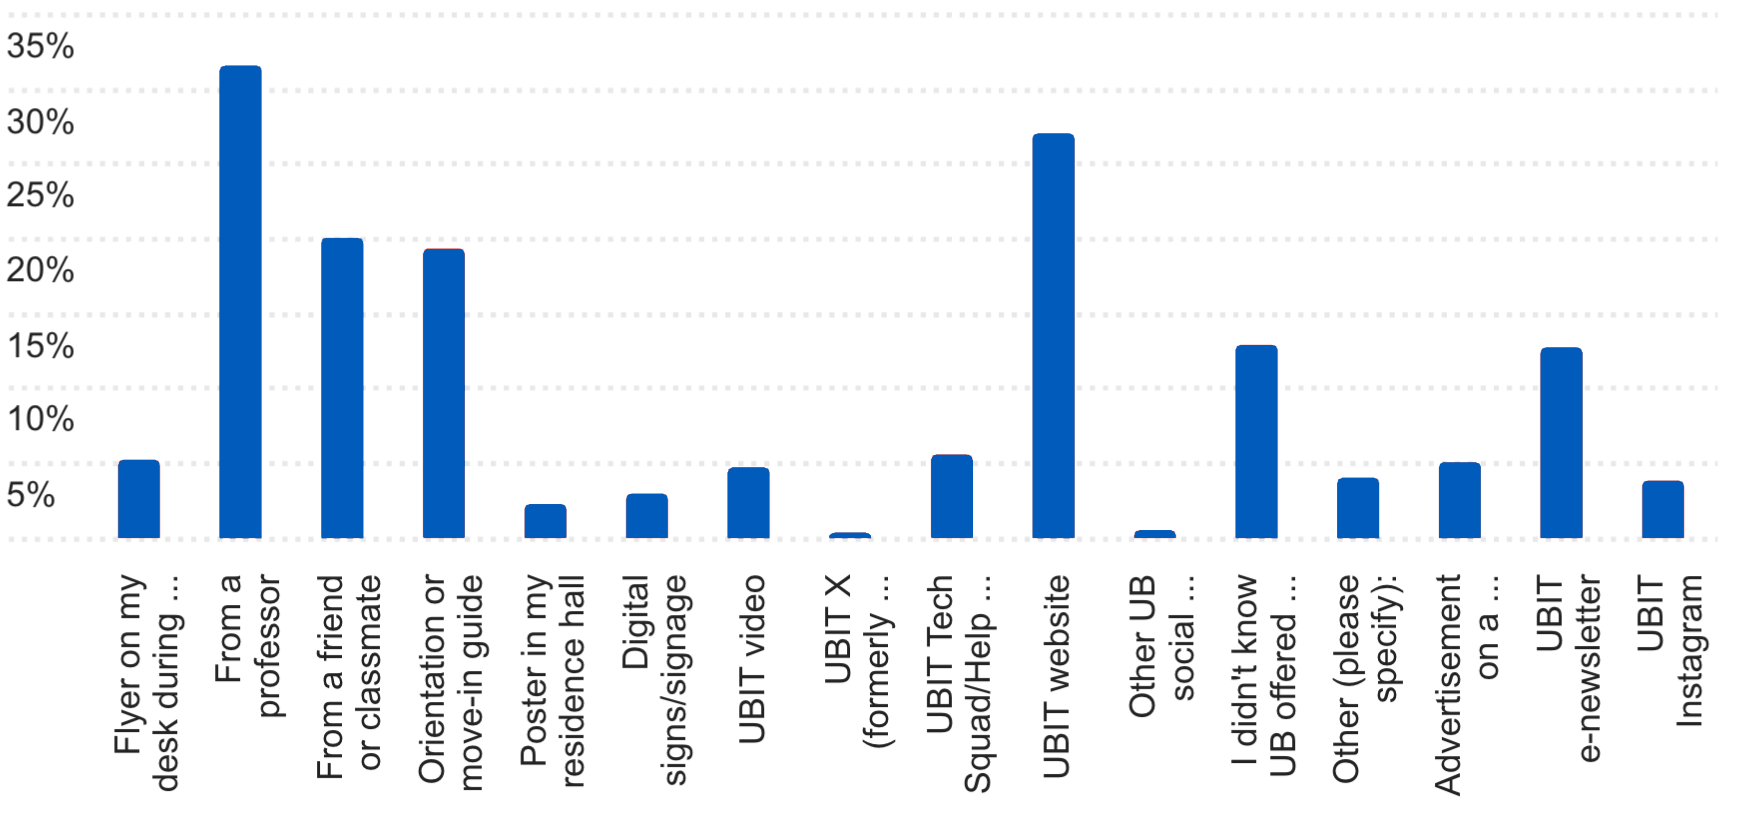 35%
30%
25%
20%
15%
10%
5%
Flyer on my
desk during ...
From a
professor
From a friend
or classmate
Orientation or
move-in guide
Poster in my
residence hall
Digital
signs/signage
UBIT video
UBIT X
(formerly ...
UBIT Tech
Squad/Help ...
UBIT website
Other UB
social ...
I didn't know
UB offered ...
Other (please
specify):
Advertisement
on a ...
UBIT
e-newsletter
UBIT
Instagram